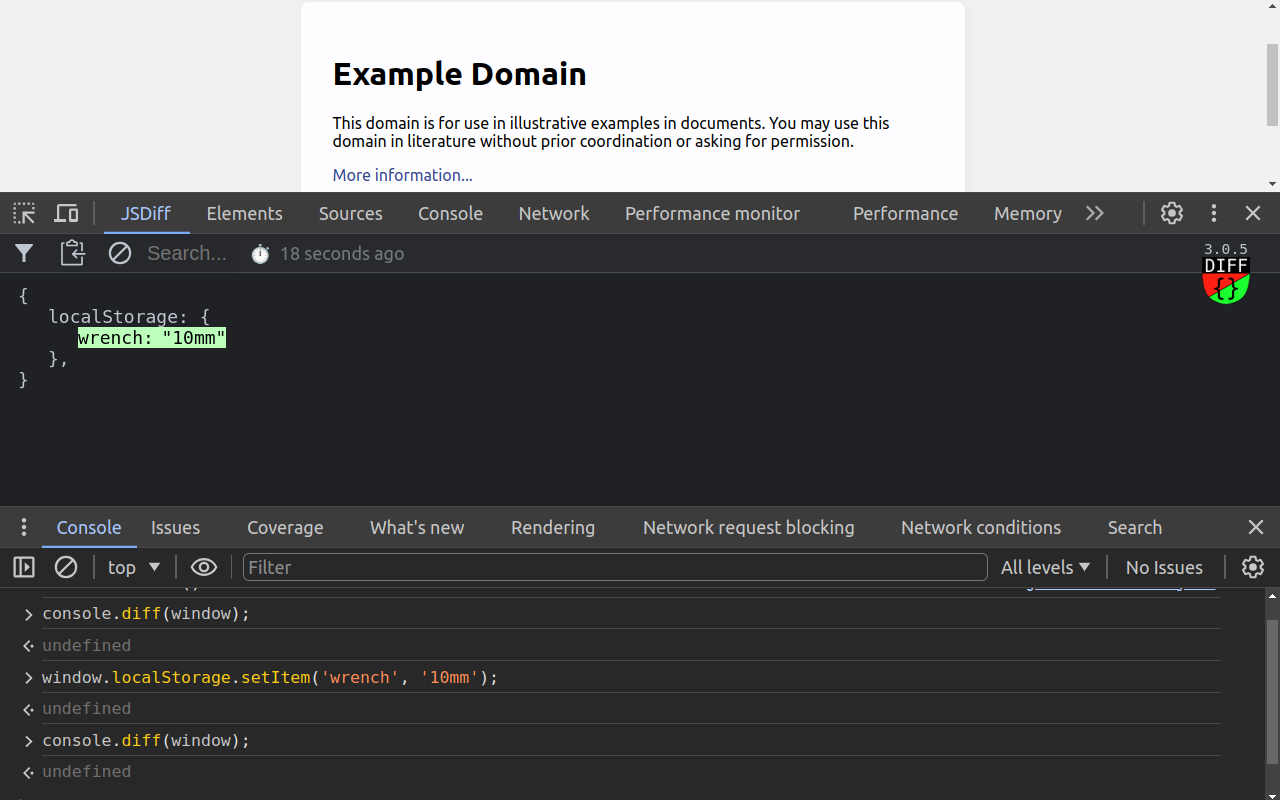 Example Domain
This domain is for use in illustrative examples in documents. You may use this
domain in literature without prior coordination or asking for permission.
More information...
JSDiff Elements Sources Console Network Performance monitor Performance Memory
Search... 18 seconds ago 3.0.5
DIFF
{}
{
localStorage: {
wrench: "10mm"
},
}
Console Issues Coverage What's new Rendering Network request blocking Network conditions Search
top Filter All levels No Issues
console.diff(window);
undefined
window.localStorage.setItem('wrench', '10mm');
undefined
console.diff(window);
undefined